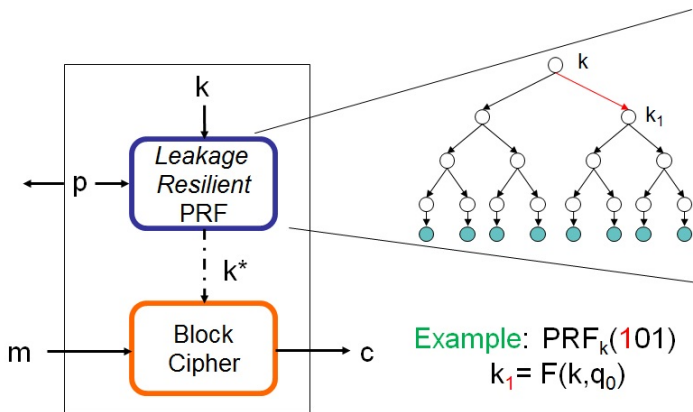 k
Leakage
Resilient
PRF
p
k*
m
Block
Cipher
c
k
k₁
Example: PRFₖ(101)
k₁= F(k,q₀)